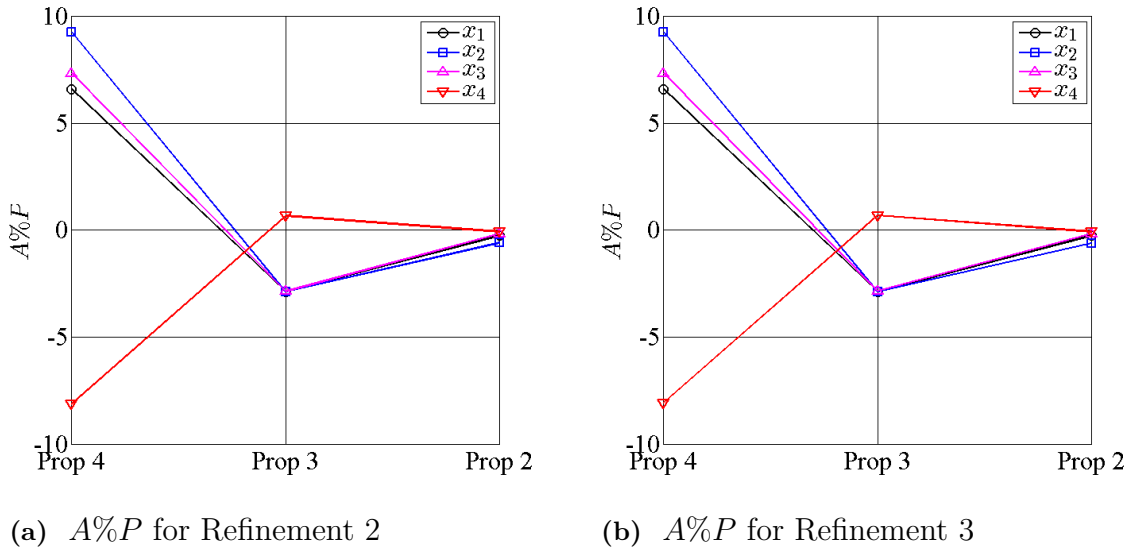 10
5
0
-5
-10
A%P
Prop 4 Prop 3 Prop 2
x1
x2
x3
x4
(a) A%P for Refinement 2
10
5
0
-5
-10
A%P
Prop 4 Prop 3 Prop 2
x1
x2
x3
x4
(b) A%P for Refinement 3